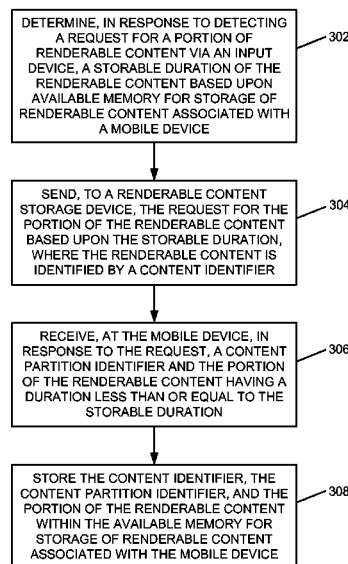 DETERMINE, IN RESPONSE TO DETECTING
A REQUEST FOR A PORTION OF
RENDERABLE CONTENT VIA AN INPUT
DEVICE, A STORABLE DURATION OF THE
RENDERABLE CONTENT BASED UPON
AVAILABLE MEMORY FOR STORAGE OF
RENDERABLE CONTENT ASSOCIATED WITH
A MOBILE DEVICE
302
SEND, TO A RENDERABLE CONTENT
STORAGE DEVICE, THE REQUEST FOR THE
PORTION OF THE RENDERABLE CONTENT
BASED UPON THE STORABLE DURATION,
WHERE THE RENDERABLE CONTENT IS
IDENTIFIED BY A CONTENT IDENTIFIER
304
RECEIVE, AT THE MOBILE DEVICE, IN
RESPONSE TO THE REQUEST, A CONTENT
PARTITION IDENTIFIER AND THE PORTION
OF THE RENDERABLE CONTENT HAVING A
DURATION LESS THAN OR EQUAL TO THE
STORABLE DURATION
306
STORE THE CONTENT IDENTIFIER, THE
CONTENT PARTITION IDENTIFIER, AND THE
PORTION OF THE RENDERABLE CONTENT
WITHIN THE AVAILABLE MEMORY FOR
STORAGE OF RENDERABLE CONTENT
ASSOCIATED WITH THE MOBILE DEVICE
308